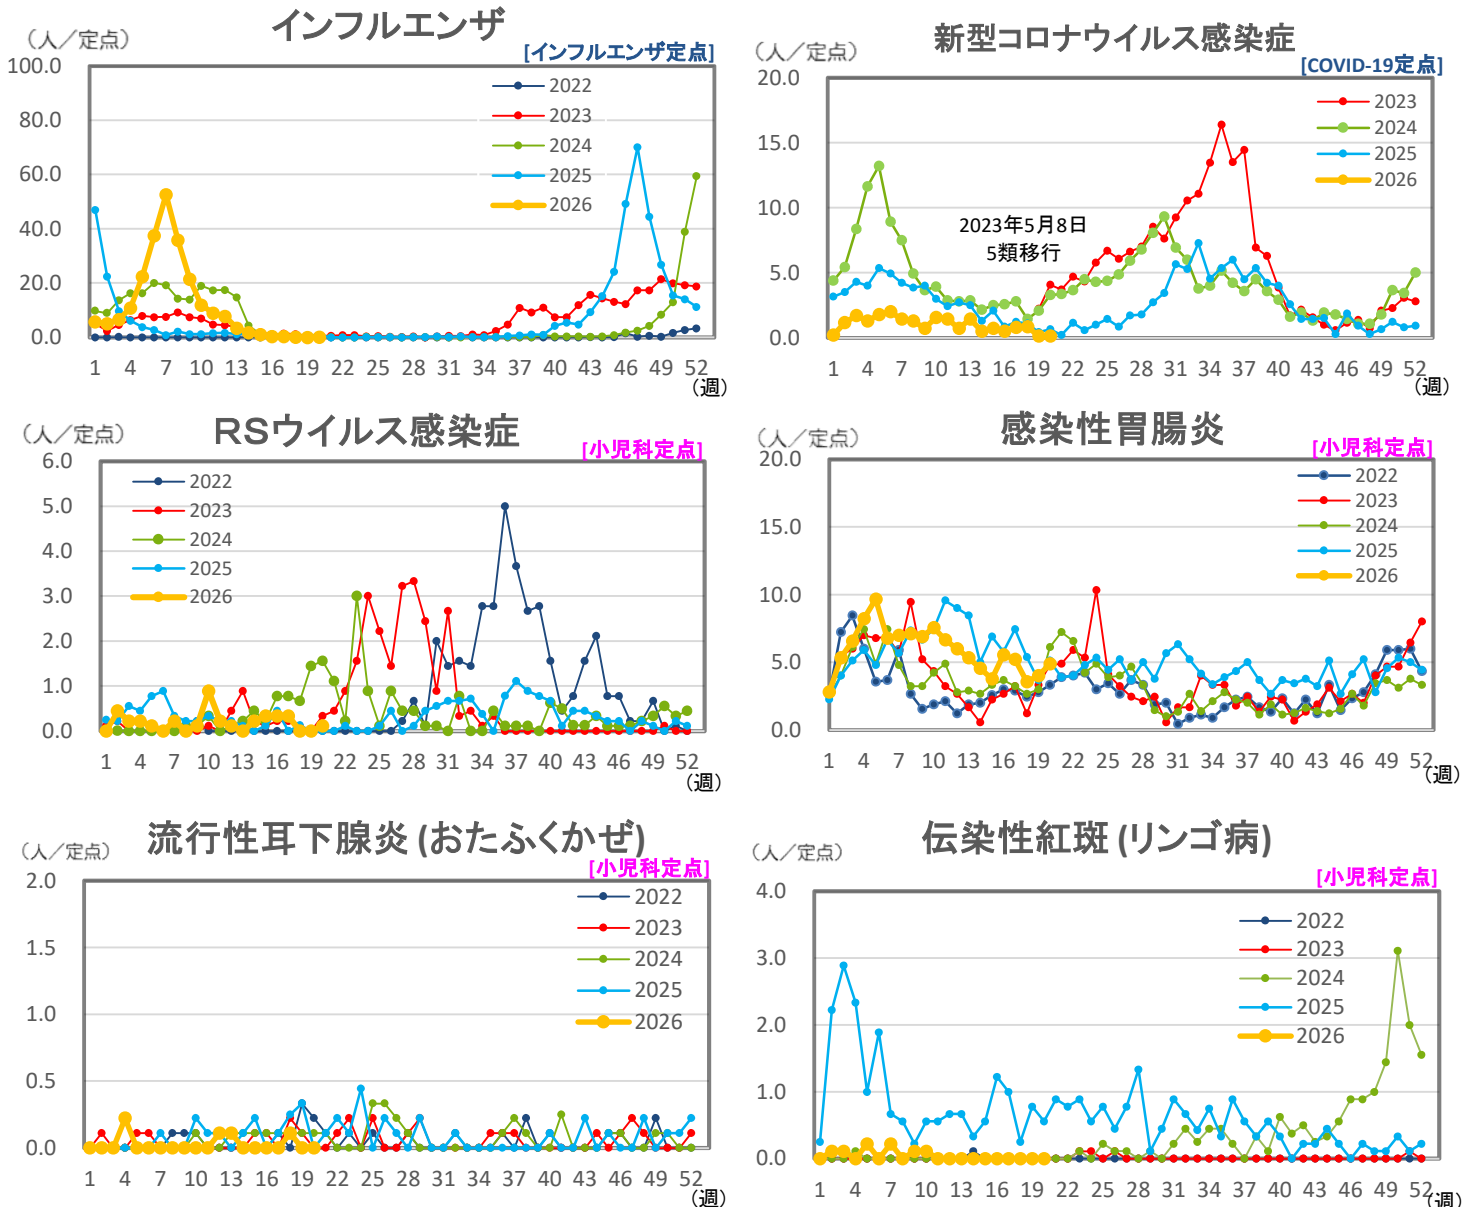 インフルエンザ
（人／定点）
[インフルエンザ定点]
100.0
80.0
60.0
40.0
20.0
0.0
2022
2023
2024
2025
2026
1 4 7 10 13 16 19 22 25 28 31 34 37 40 43 46 49 52
（週）
新型コロナウイルス感染症
（人／定点）
[COVID-19定点]
20.0
15.0
10.0
5.0
0.0
2023
2024
2025
2026
2023年5月8日
5類移行
1 4 7 10 13 16 19 22 25 28 31 34 37 40 43 46 49 52
（週）
RSウイルス感染症
（人／定点）
[小児科定点]
6.0
5.0
4.0
3.0
2.0
1.0
0.0
2022
2023
2024
2025
2026
1 4 7 10 13 16 19 22 25 28 31 34 37 40 43 46 49 52
（週）
感染性胃腸炎
（人／定点）
[小児科定点]
20.0
15.0
10.0
5.0
0.0
2022
2023
2024
2025
2026
1 4 7 10 13 16 19 22 25 28 31 34 37 40 43 46 49 52
（週）
流行性耳下腺炎 (おたふくかぜ)
（人／定点）
[小児科定点]
2.0
1.5
1.0
0.5
0.0
2022
2023
2024
2025
2026
1 4 7 10 13 16 19 22 25 28 31 34 37 40 43 46 49 52
（週）
伝染性紅斑 (リンゴ病)
（人／定点）
[小児科定点]
4.0
3.0
2.0
1.0
0.0
2022
2023
2024
2025
2026
1 4 7 10 13 16 19 22 25 28 31 34 37 40 43 46 49 52
（週）